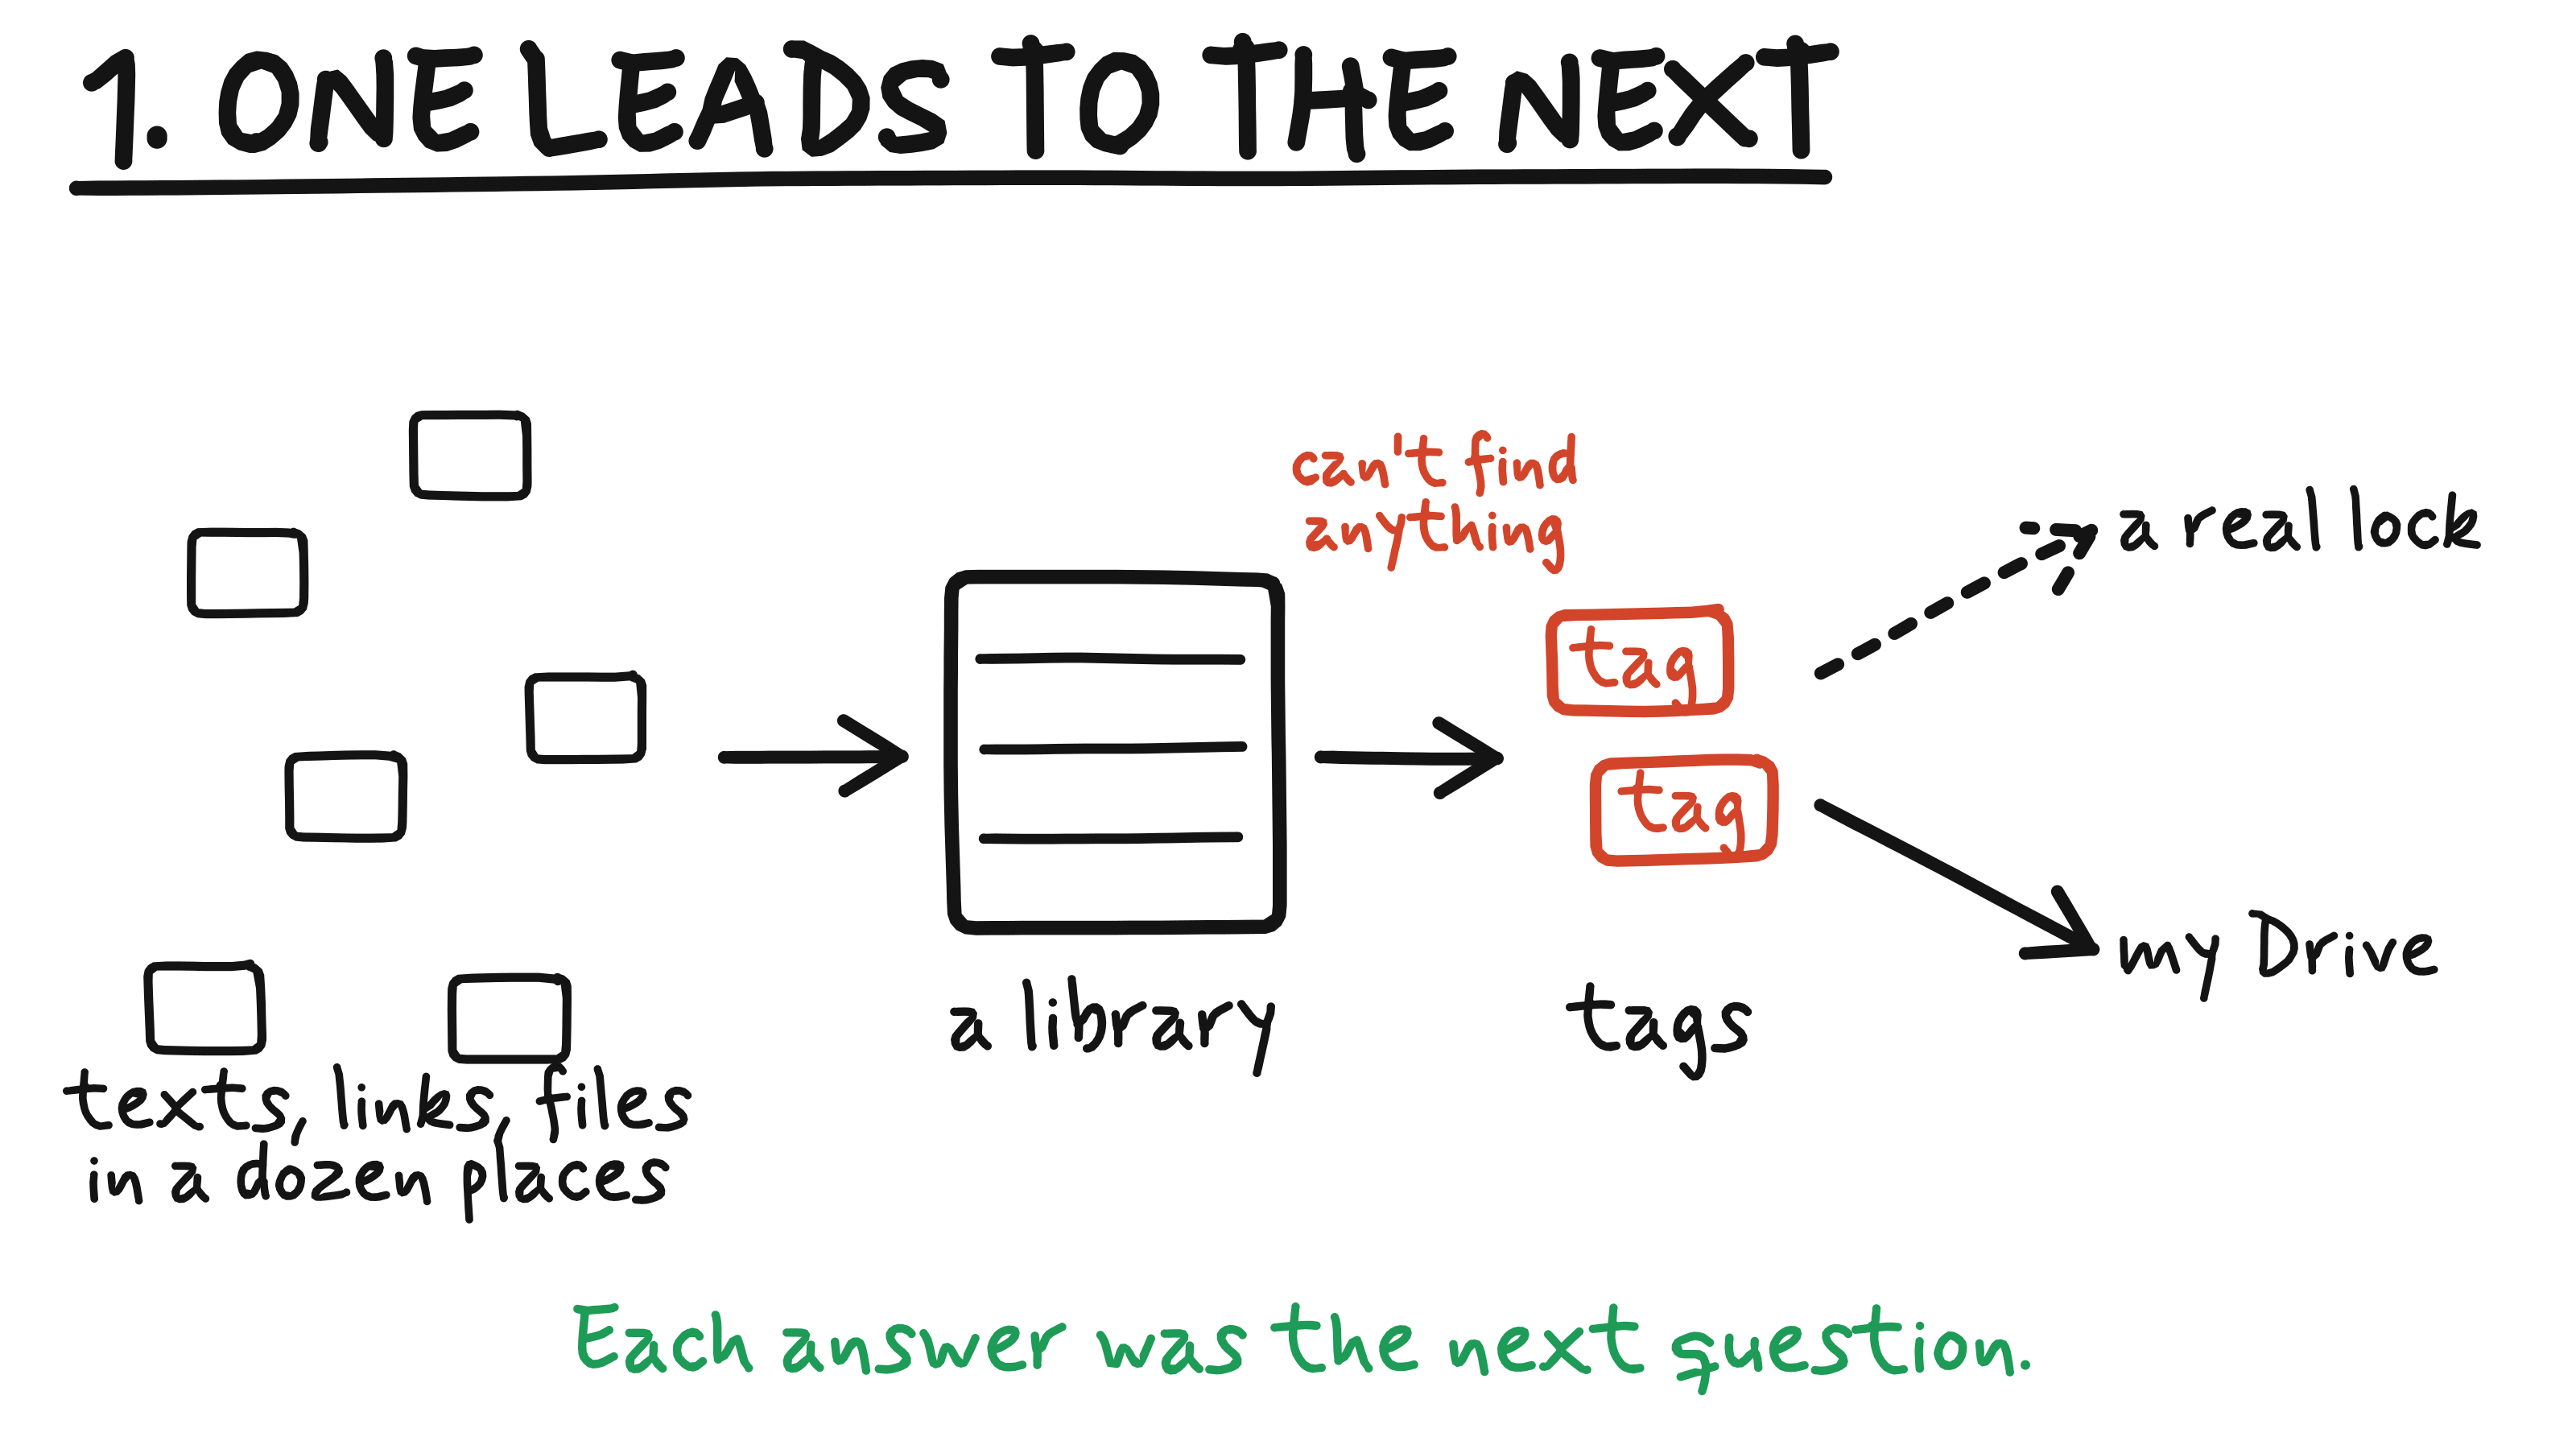 1. ONE LEADS TO THE NEXT
can't find
anything
a real lock
tag
tag
my Drive
a library
tags
texts, links, files
in a dozen places
Each answer was the next question.